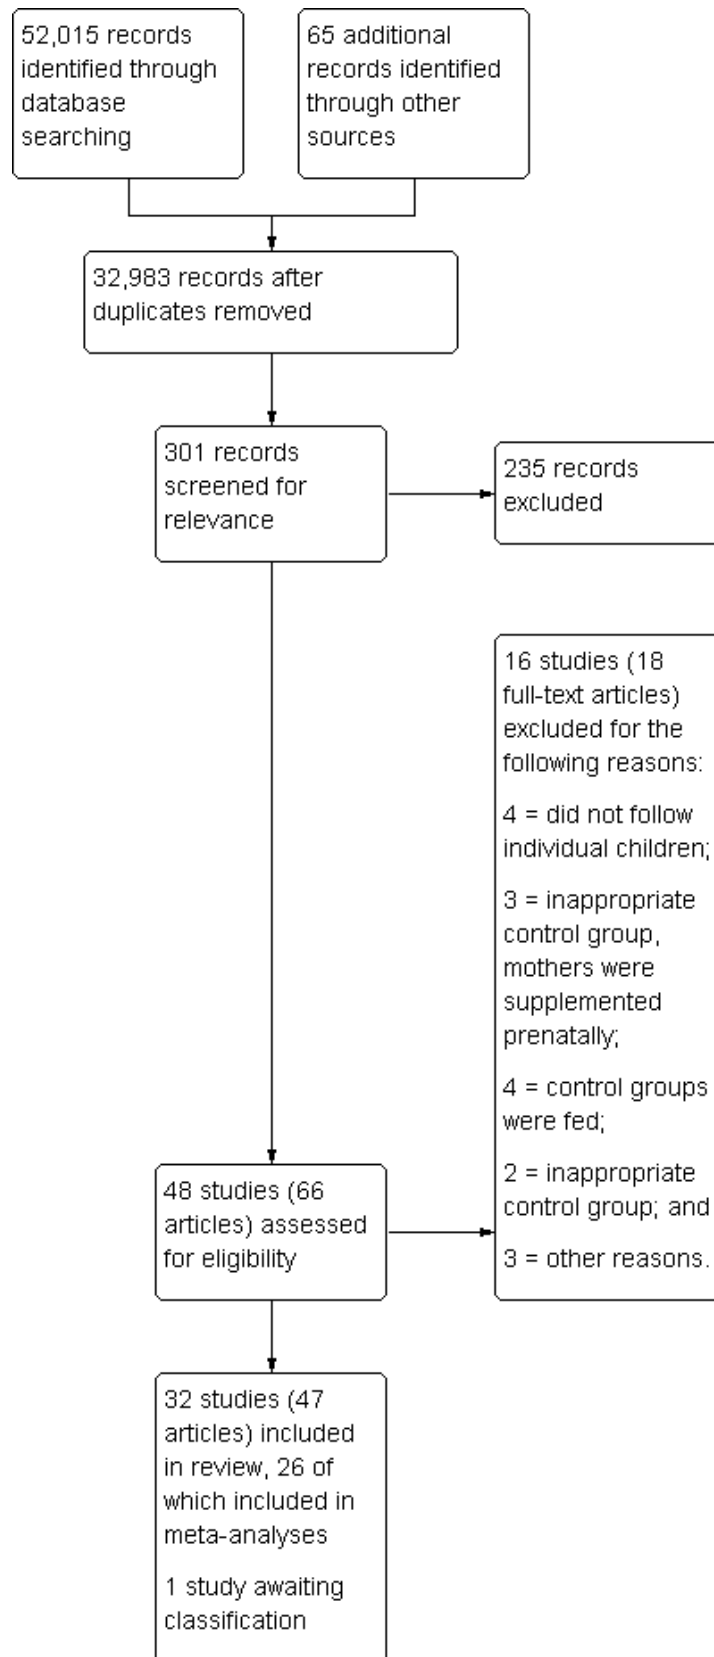 52,015 records
identified through
database
searching
65 additional
records identified
through other
sources
32,983 records after
duplicates removed
301 records
screened for
relevance
235 records
excluded
16 studies (18
full-text articles)
excluded for the
following reasons:
4 = did not follow
individual children;
3 = inappropriate
control group,
mothers were
supplemented
prenatally;
4 = control groups
were fed;
2 = inappropriate
control group; and
3 = other reasons.
48 studies (66
articles) assessed
for eligibility
32 studies (47
articles) included
in review, 26 of
which included in
meta-analyses
1 study awaiting
classification